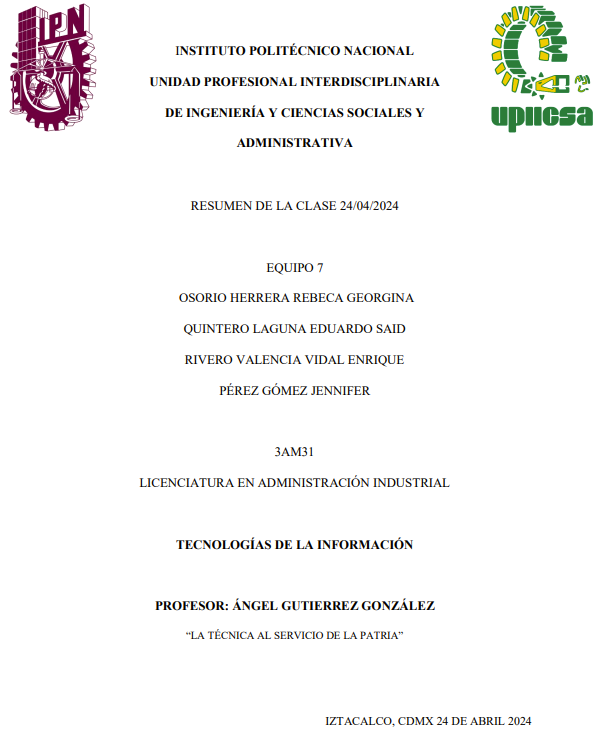 IPN
upiicsa
INSTITUTO POLITÉCNICO NACIONAL
UNIDAD PROFESIONAL INTERDISCIPLINARIA
DE INGENIERÍA Y CIENCIAS SOCIALES Y
ADMINISTRATIVA
RESUMEN DE LA CLASE 24/04/2024
EQUIPO 7
OSORIO HERRERA REBECA GEORGINA
QUINTERO LAGUNA EDUARDO SAID
RIVERO VALENCIA VIDAL ENRIQUE
PÉREZ GÓMEZ JENNIFER
3AM31
LICENCIATURA EN ADMINISTRACIÓN INDUSTRIAL
TECNOLOGÍAS DE LA INFORMACIÓN
PROFESOR: ÁNGEL GUTIERREZ GONZÁLEZ
“LA TÉCNICA AL SERVICIO DE LA PATRIA”
IZTACALCO, CDMX 24 DE ABRIL 2024